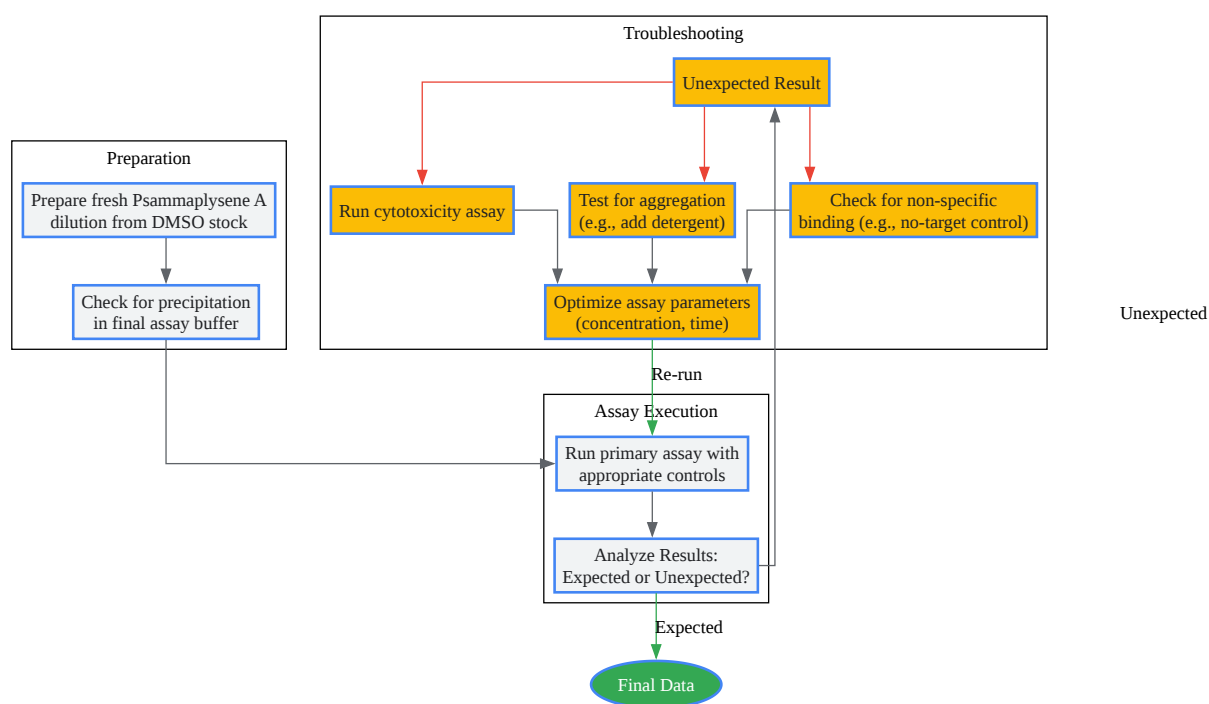 Troubleshooting
Unexpected Result
Run cytotoxicity assay
Test for aggregation
(e.g., add detergent)
Check for non-specific
binding (e.g., no-target control)
Optimize assay parameters
(concentration, time)
Preparation
Prepare fresh Psammaplysene A
dilution from DMSO stock
Check for precipitation
in final assay buffer
Unexpected
Re-run
Assay Execution
Run primary assay with
appropriate controls
Analyze Results:
Expected or Unexpected?
Expected
Final Data